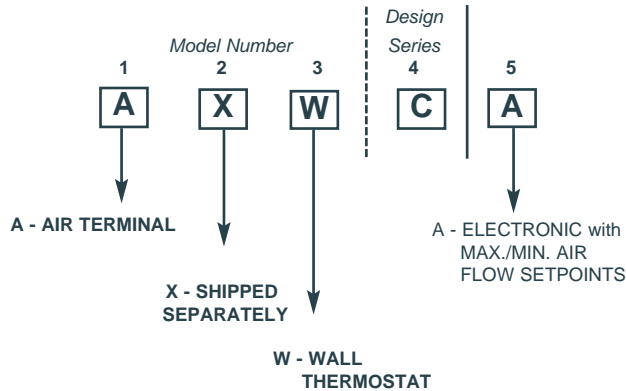 Design
Model Number Series
1 2 3 4 5
A X W C A
A - AIR TERMINAL
A - ELECTRONIC with
MAX./MIN. AIR
FLOW SETPOINTS
X - SHIPPED
SEPARATELY
W - WALL
THERMOSTAT